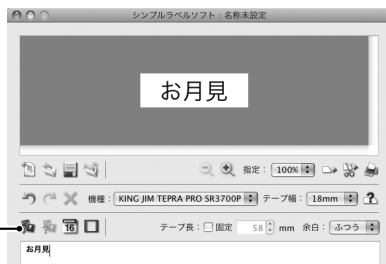 シンプルラベルソフト：名称未設定
お月見
指定： 100%
機種： KING JIM TEPRA PRO SR3700P テープ幅： 18mm
16 テープ長： 固定 58 mm 余白： ふつう
お月見